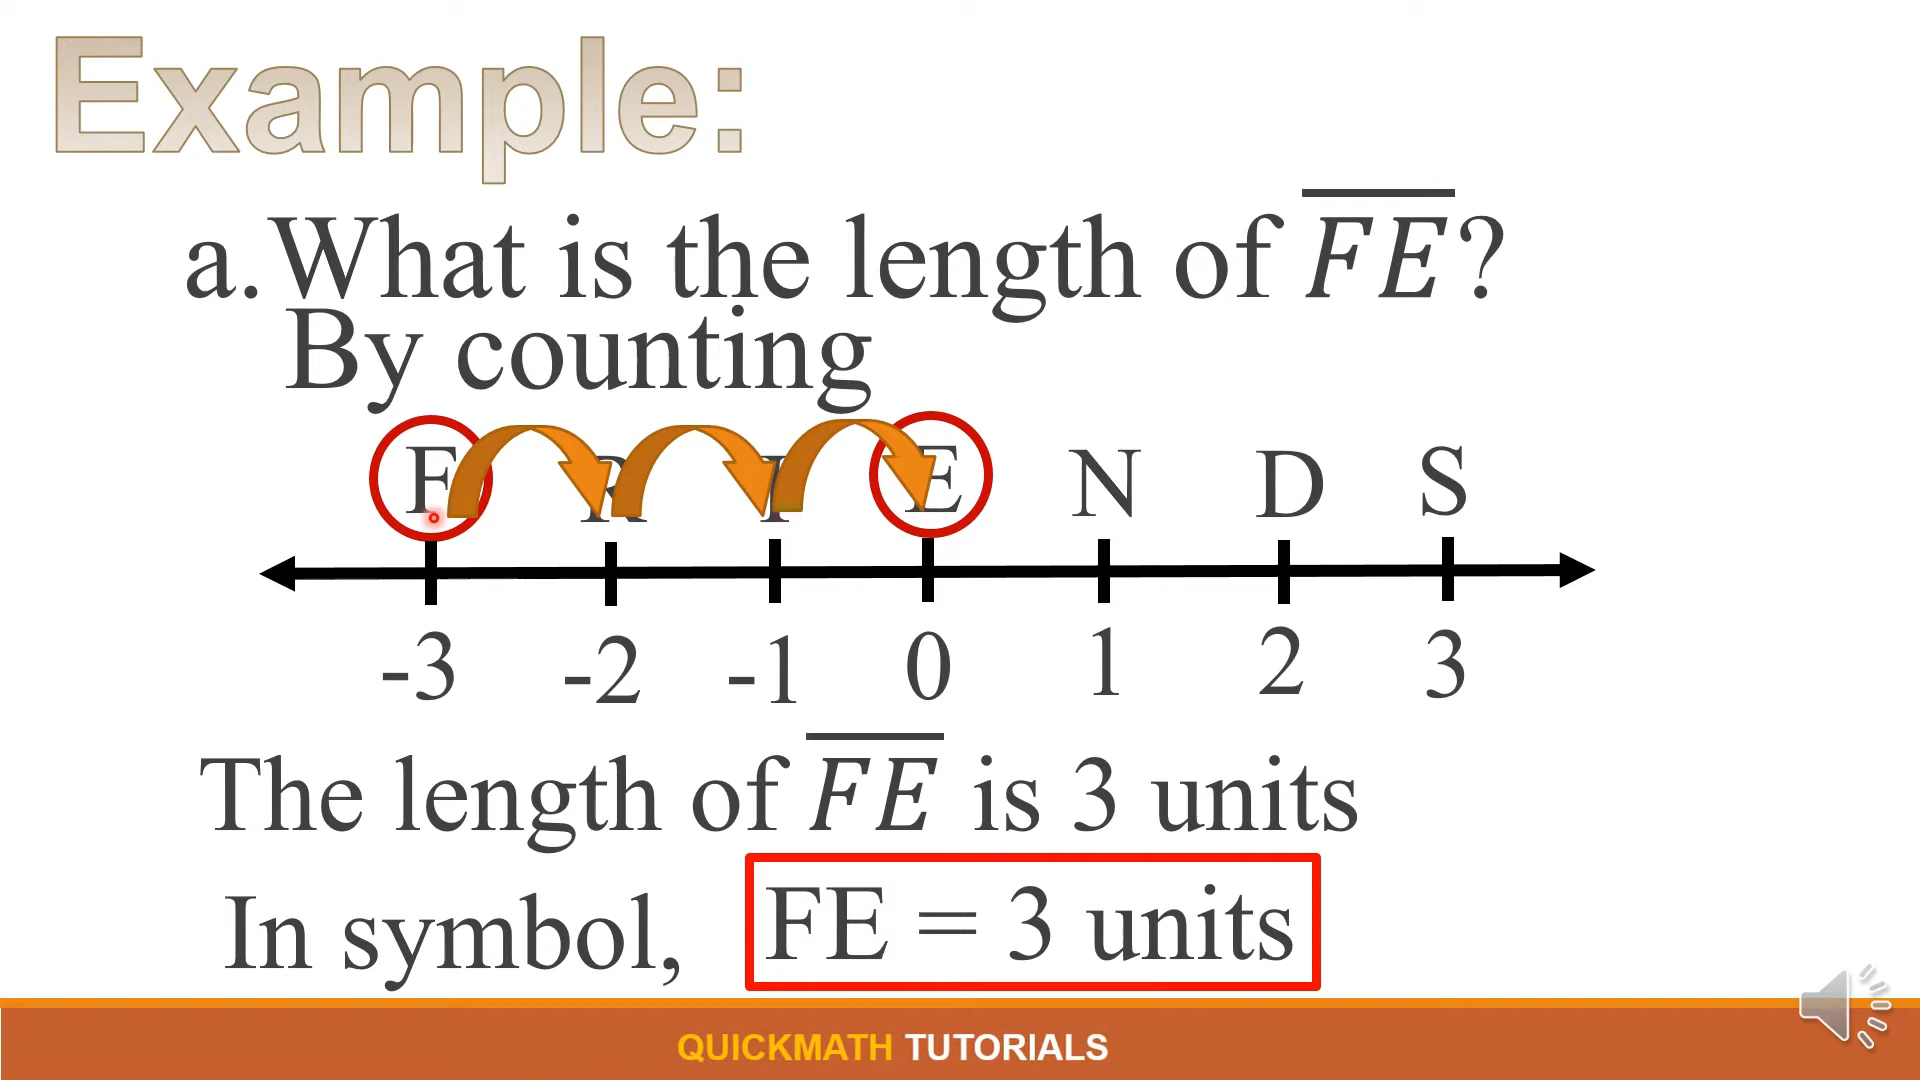 Example:
a. What is the length of FE?
By counting
F R I E N D S
-3 -2 -1 0 1 2 3
The length of FE is 3 units
In symbol, FE = 3 units
QUICKMATH TUTORIALS